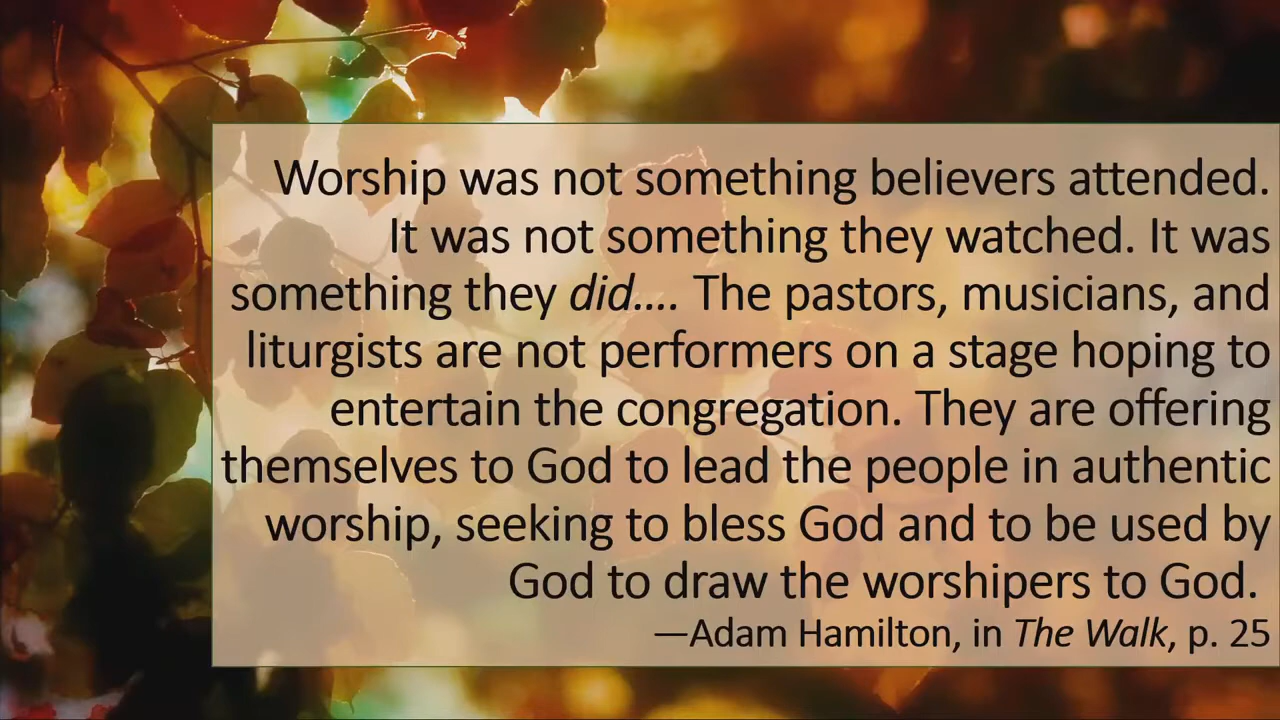 Worship was not something believers attended.
It was not something they watched. It was
something they did.... The pastors, musicians, and
liturgists are not performers on a stage hoping to
entertain the congregation. They are offering
themselves to God to lead the people in authentic
worship, seeking to bless God and to be used by
God to draw the worshipers to God.
—Adam Hamilton, in The Walk, p. 25